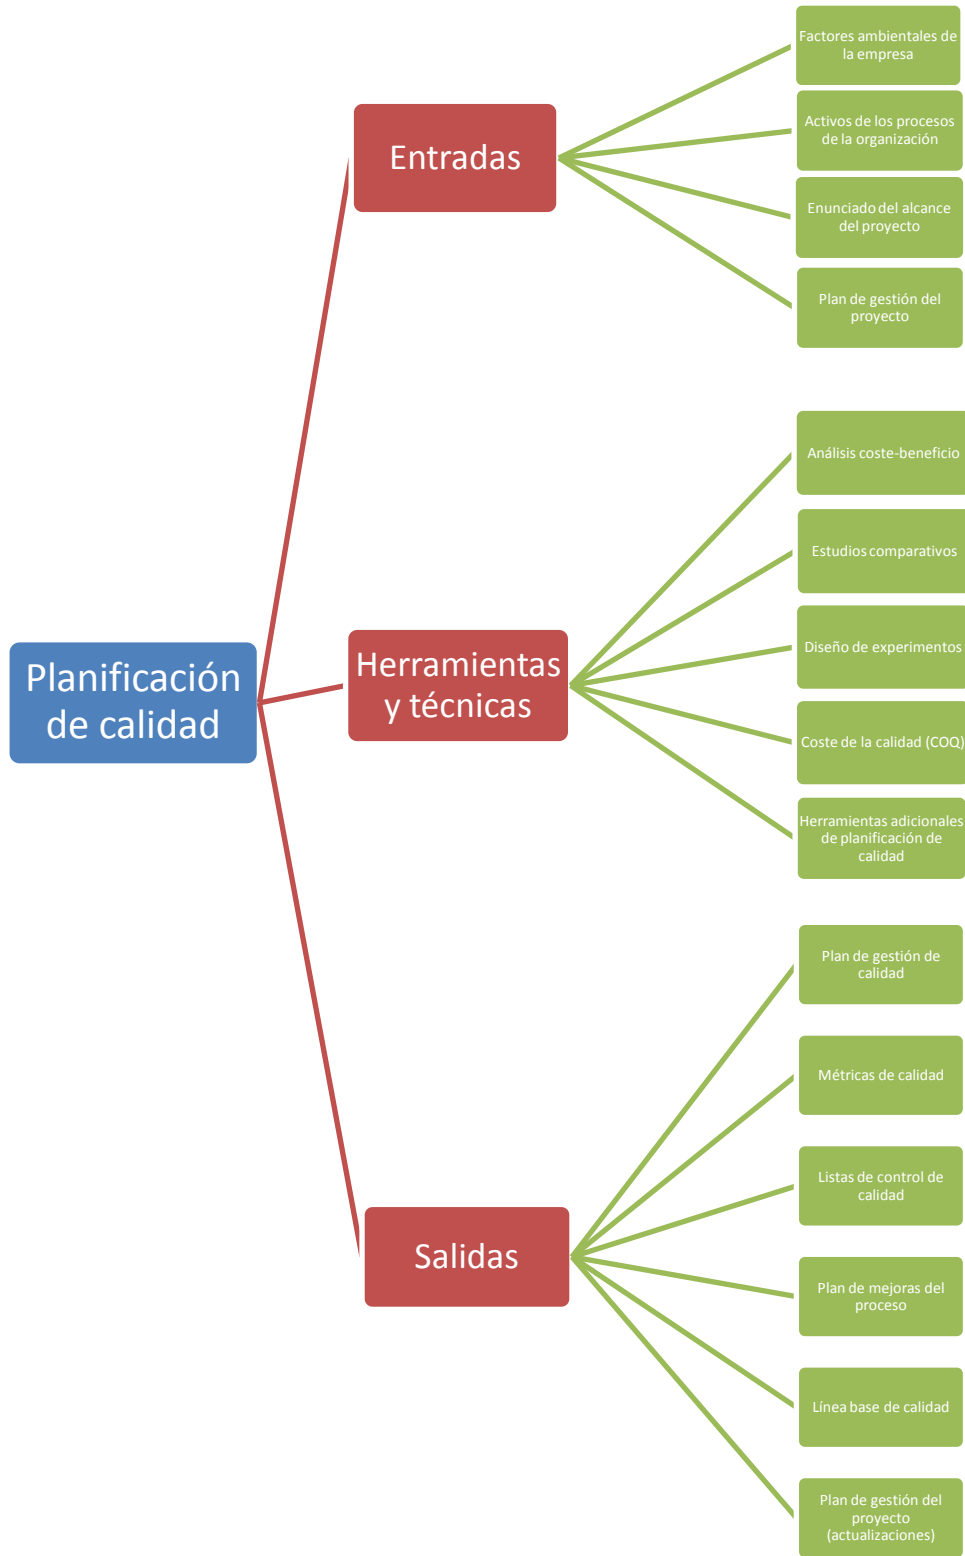 Planificación
de calidad
Entradas
Factores ambientales de
la empresa
Activos de los procesos
de la organización
Enunciado del alcance
del proyecto
Plan de gestión del
proyecto
Herramientas
y técnicas
Análisis coste-beneficio
Estudios comparativos
Diseño de experimentos
Coste de la calidad (COQ)
Herramientas adicionales
de planificación de
calidad
Salidas
Plan de gestión de
calidad
Métricas de calidad
Listas de control de
calidad
Plan de mejoras del
proceso
Línea base de calidad
Plan de gestión del
proyecto
(actualizaciones)